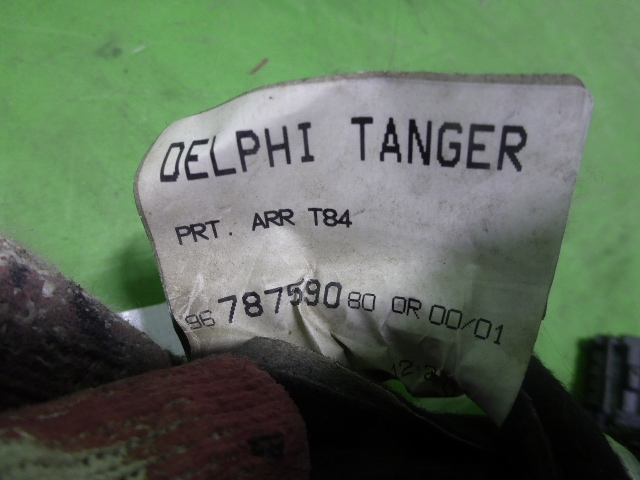 DELPHI TANGER
PRT. ARR T84
96 787590 80 OR 00/01